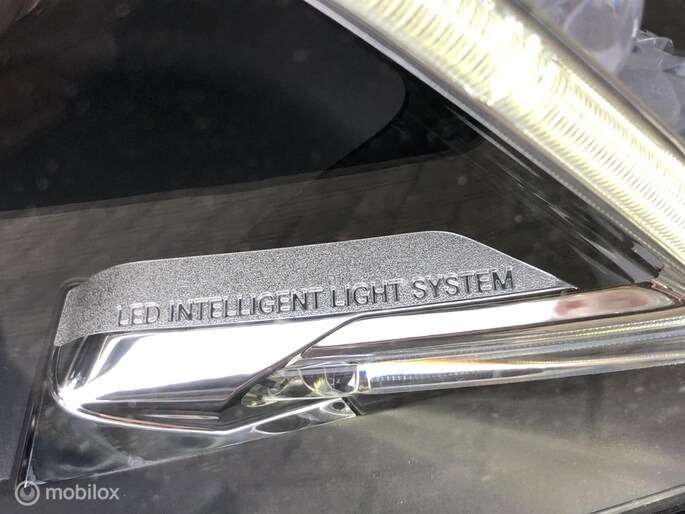 LED INTELLIGENT LIGHT SYSTEM
mobilox